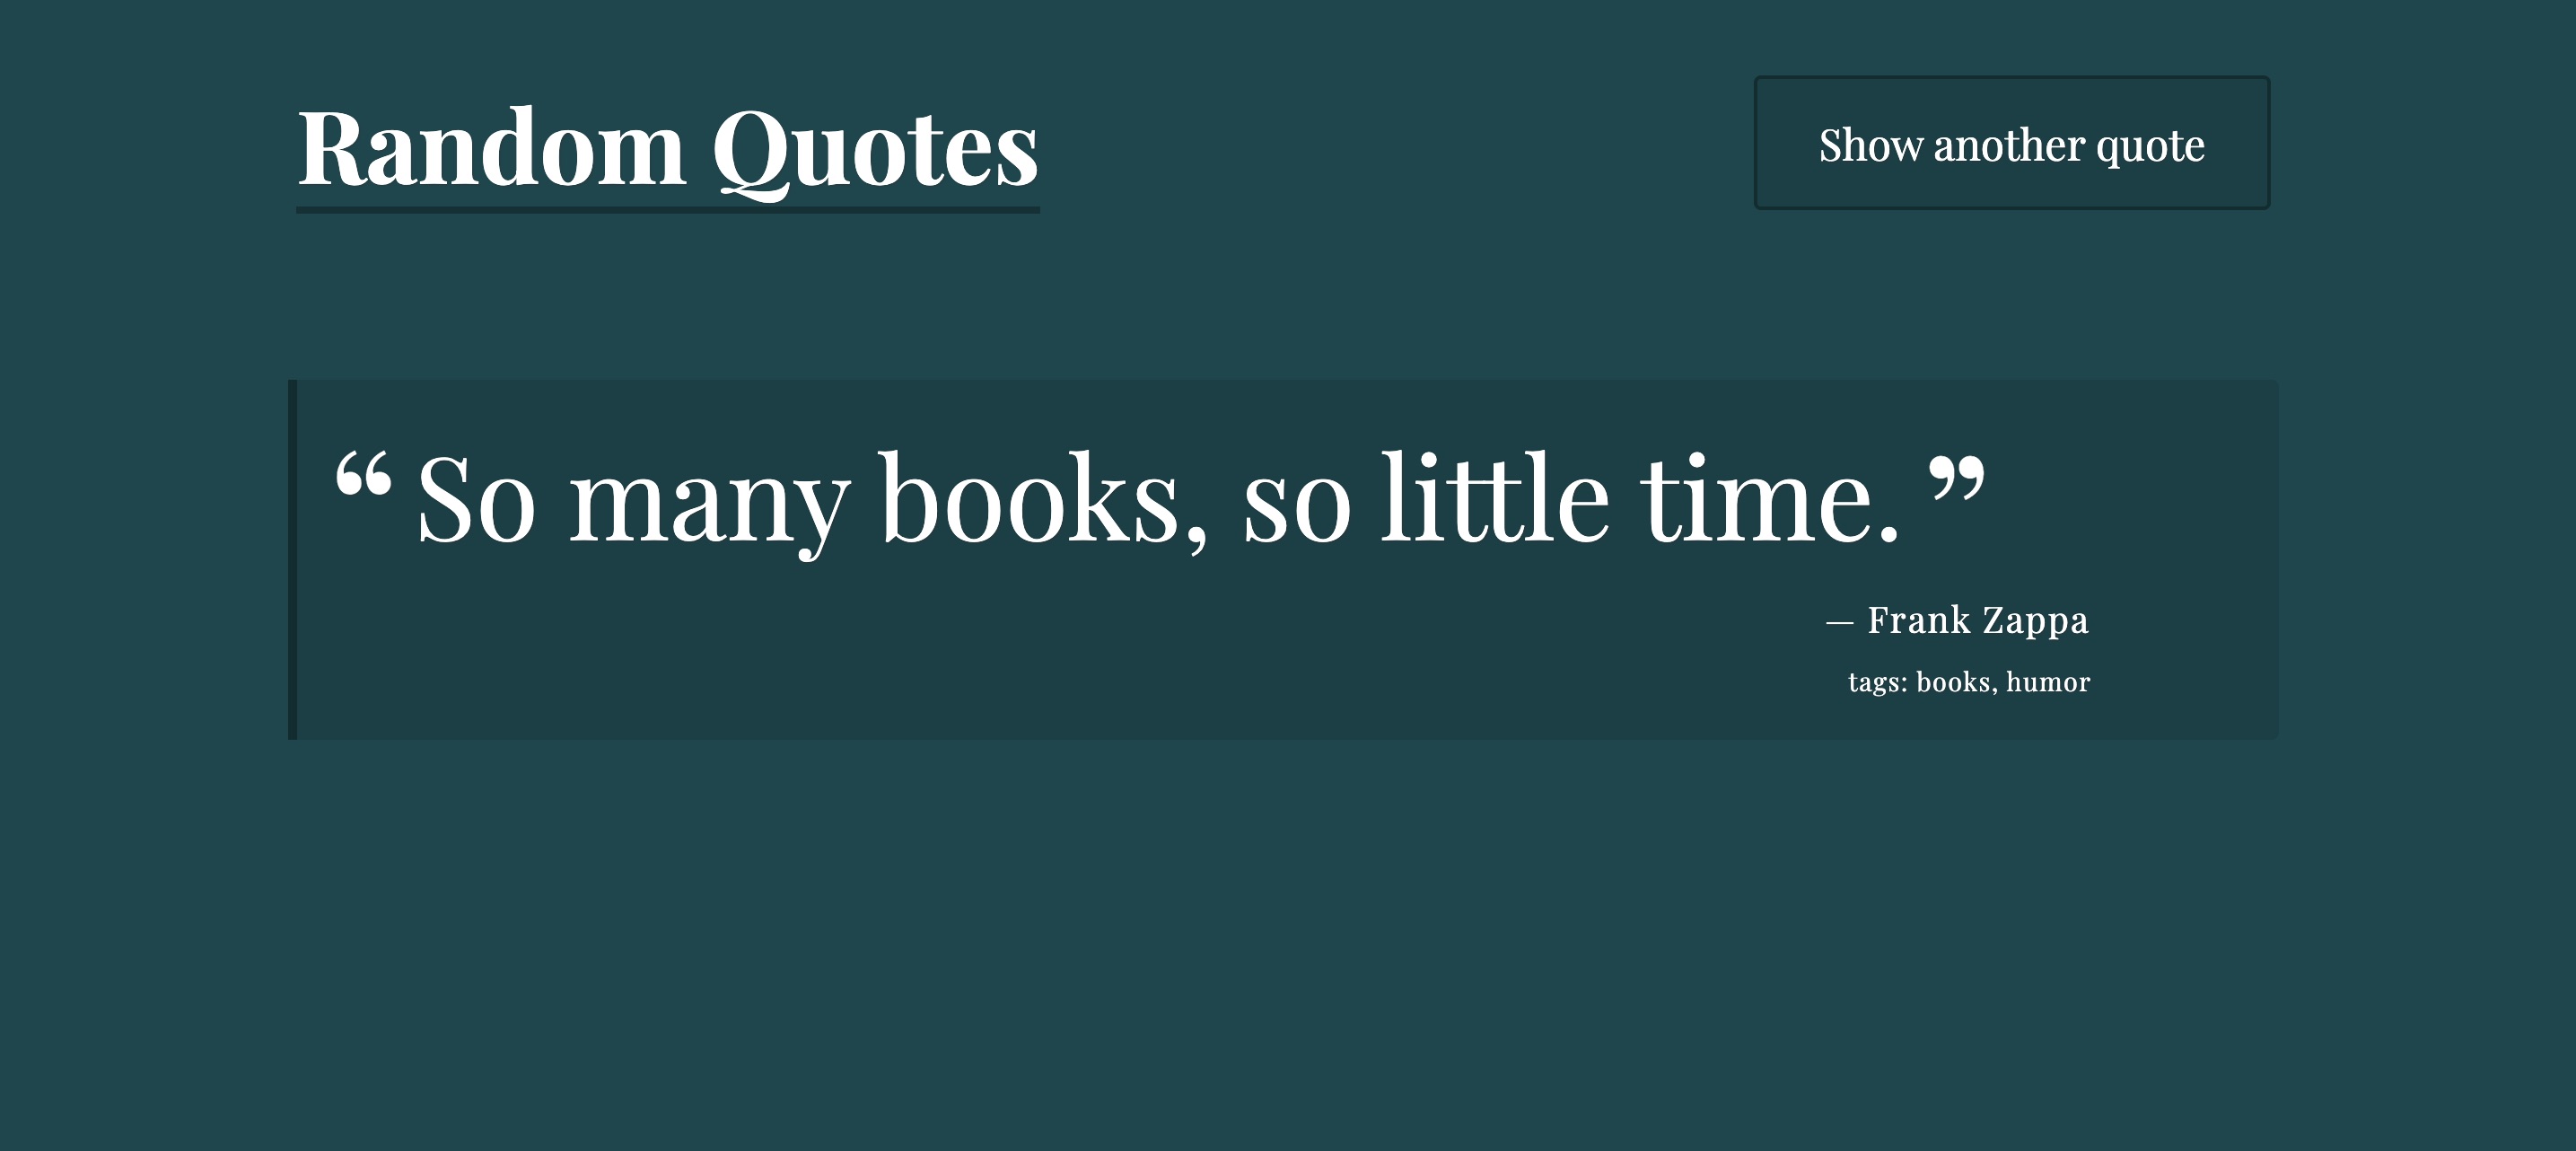 Random Quotes
Show another quote
“ So many books, so little time. ”
— Frank Zappa
tags: books, humor